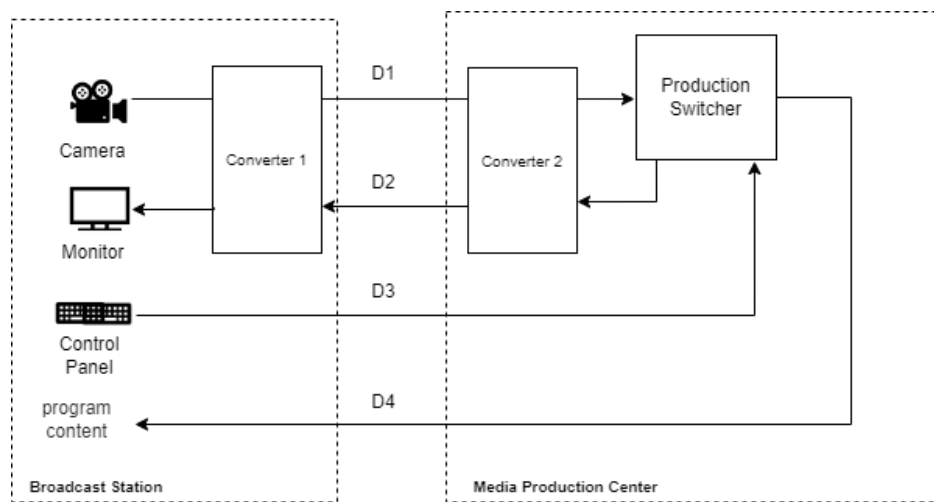 D1
Production
Switcher
Camera
Converter 1
Converter 2
D2
Monitor
D3
Control
Panel
program
content
D4
Broadcast Station
Media Production Center